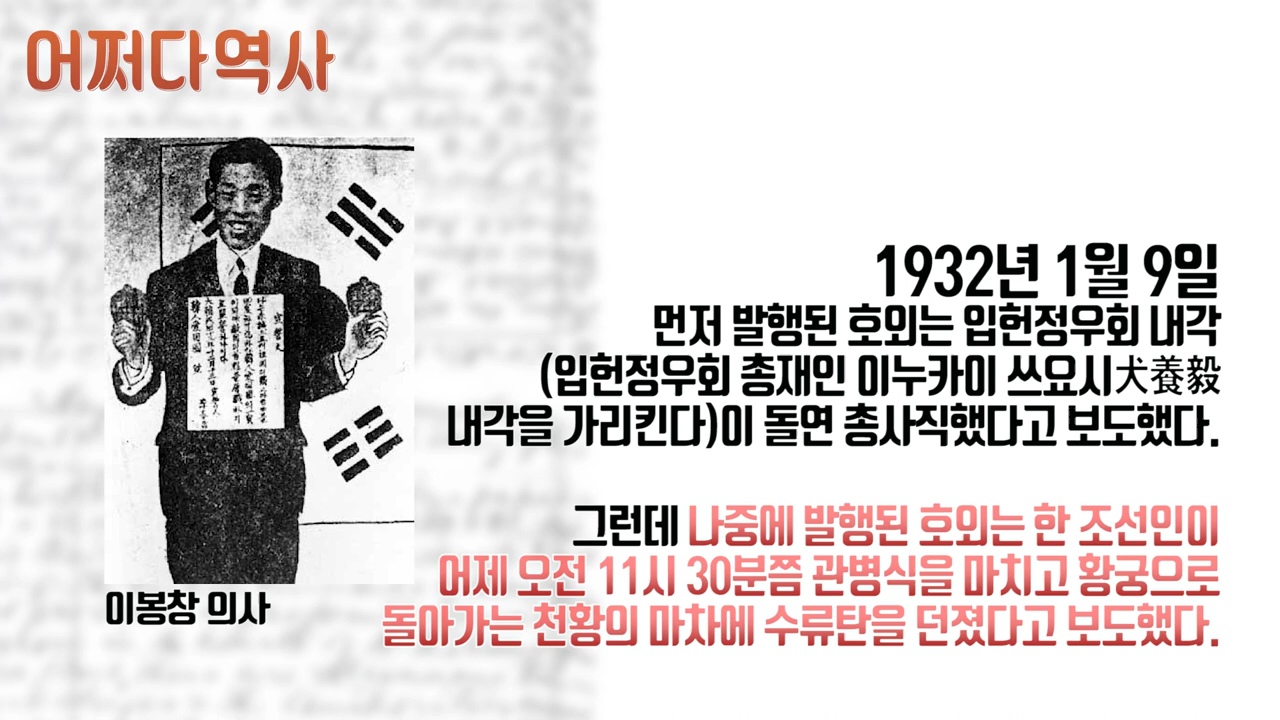 어쩌다역사
1932년 1월 9일
먼저 발행된 호외는 입헌정우회 내각
(입헌정우회 총재인 이누카이 쓰요시犬養毅
내각을 가리킨다)이 돌연 총사직했다고 보도했다.
그런데 나중에 발행된 호외는 한 조선인이
어제 오전 11시 30분쯤 관병식을 마치고 황궁으로
돌아가는 천황의 마차에 수류탄을 던졌다고 보도했다.
宣誓文
이봉창 의사